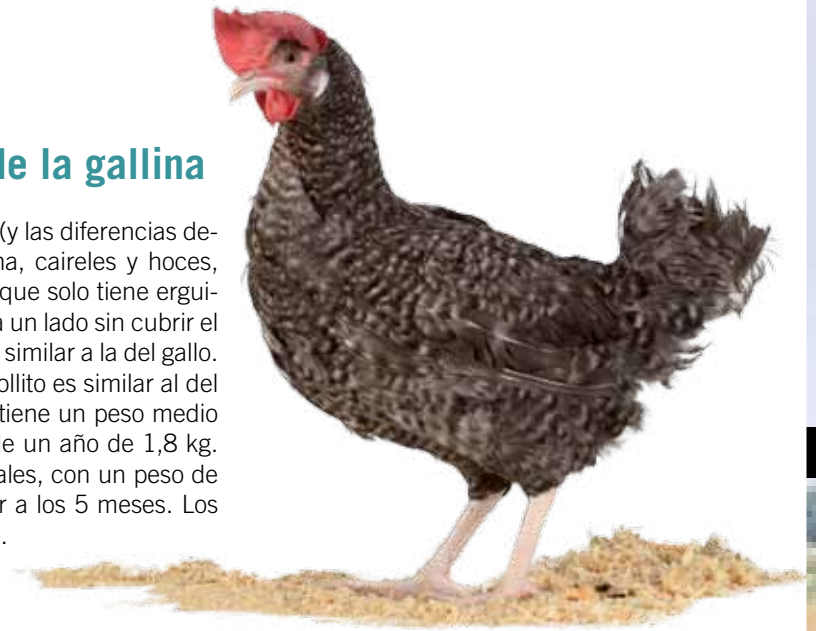 le la gallina
(y las diferencias de-
na, caireles y hoces,
que solo tiene ergui-
a un lado sin cubrir el
similar a la del gallo.
ollito es similar al del
tiene un peso medio
le un año de 1,8 kg.
ales, con un peso de
r a los 5 meses. Los
.